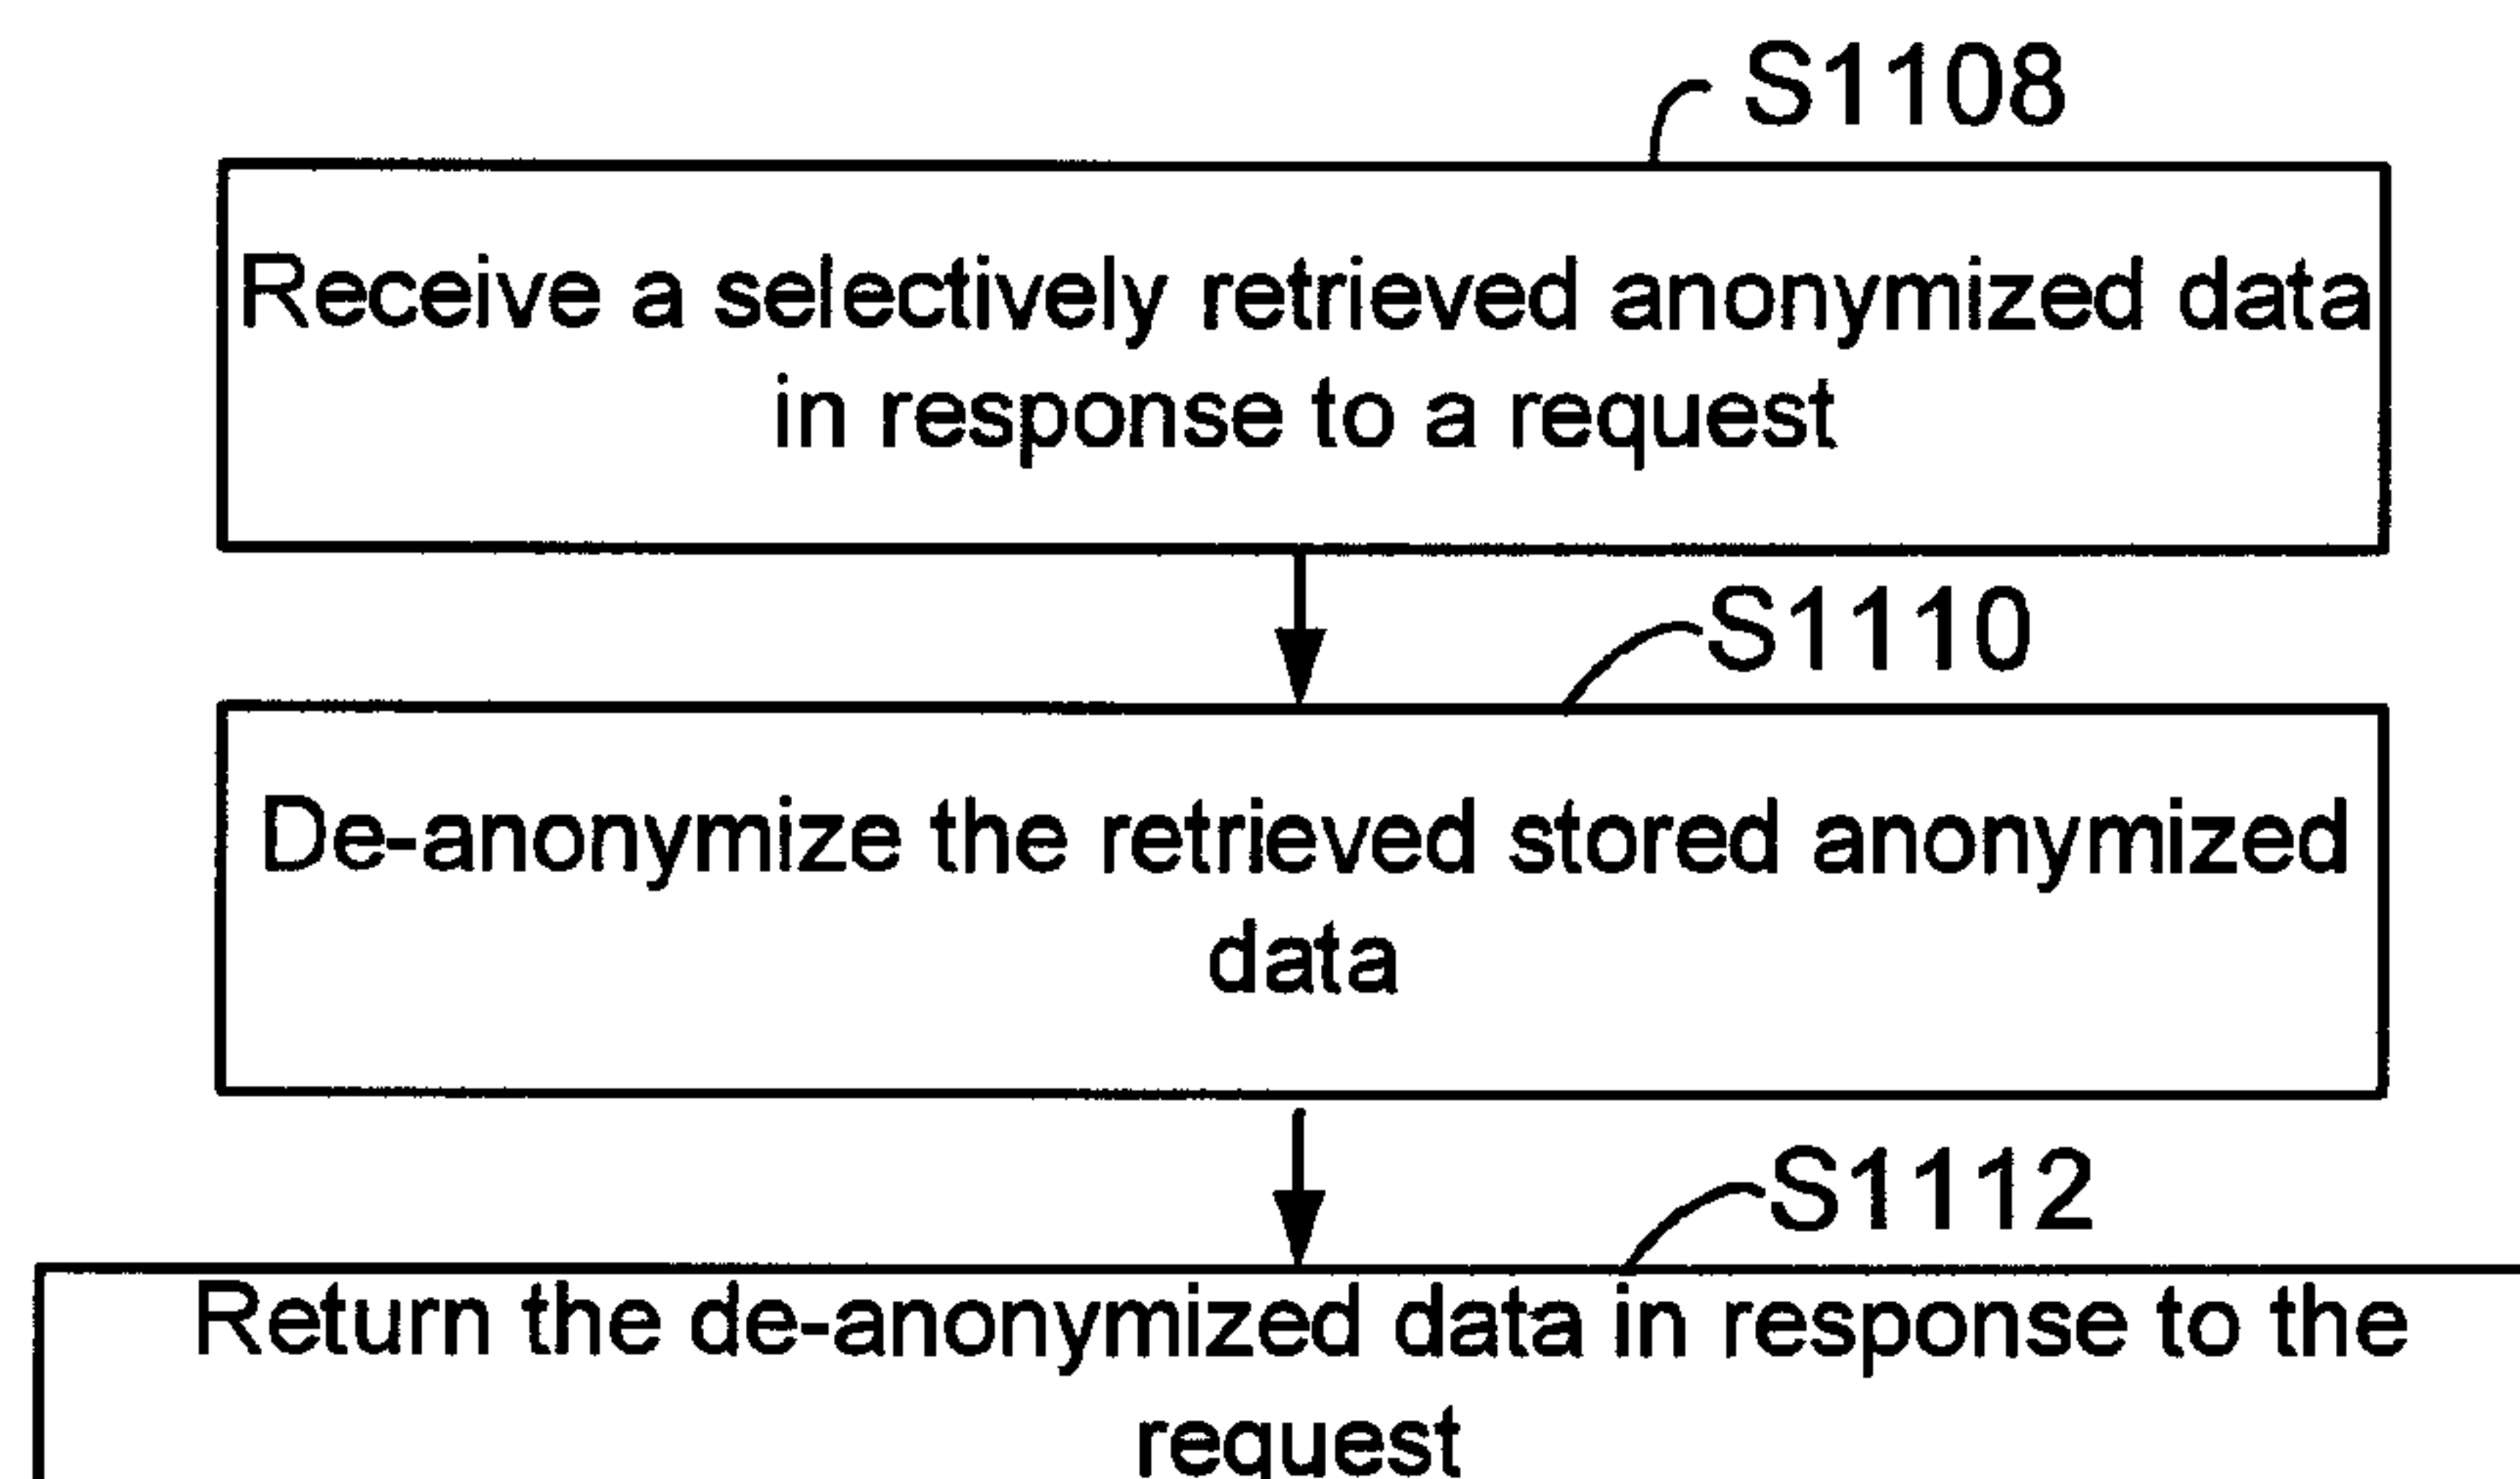 S1108
Receive a selectively retrieved anonymized data
in response to a request
S1110
De-anonymize the retrieved stored anonymized
data
S1112
Return the de-anonymized data in response to the
request